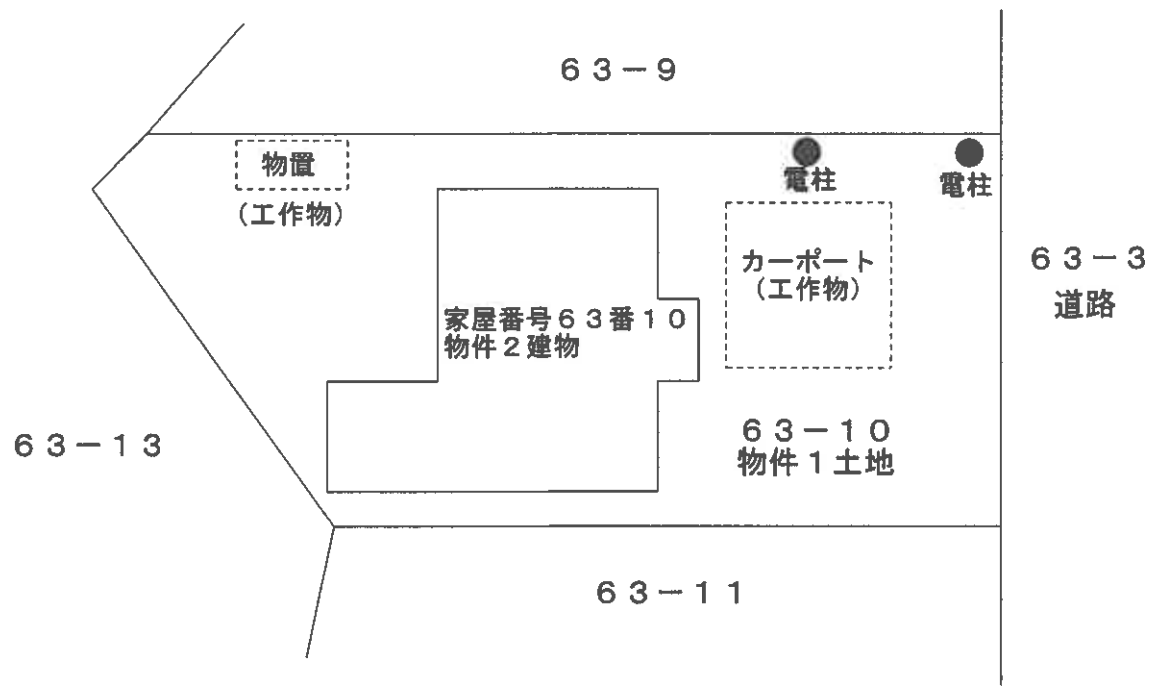 63-9
物置
(工作物)
電柱
電柱
カーポート
(工作物)
63-3
道路
家屋番号63番10
物件2建物
63-13
63-10
物件1土地
63-11